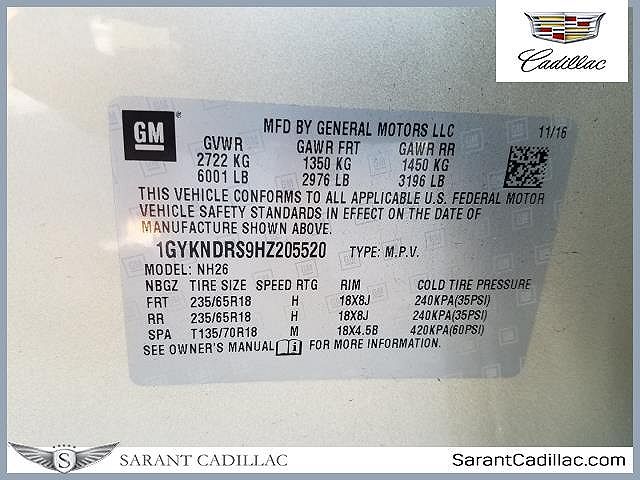 Cadillac
GM
MFD BY GENERAL MOTORS LLC 11/16
GVWR GAWR FRT GAWR RR
2722 KG 1350 KG 1450 KG
6001 LB 2976 LB 3196 LB
THIS VEHICLE CONFORMS TO ALL APPLICABLE U.S. FEDERAL MOTOR
VEHICLE SAFETY STANDARDS IN EFFECT ON THE DATE OF
MANUFACTURE SHOWN ABOVE.
1GYKNDRS9HZ205520 TYPE: M.P.V.
MODEL: NH26
NBGZ TIRE SIZE SPEED RTG RIM COLD TIRE PRESSURE
FRT 235/65R18 H 18X8J 240KPA(35PSI)
RR 235/65R18 H 18X8J 240KPA(35PSI)
SPA T135/70R18 M 18X4.5B 420KPA(60PSI)
SEE OWNER'S MANUAL i FOR MORE INFORMATION.
S SARANT CADILLAC SarantCadillac.com